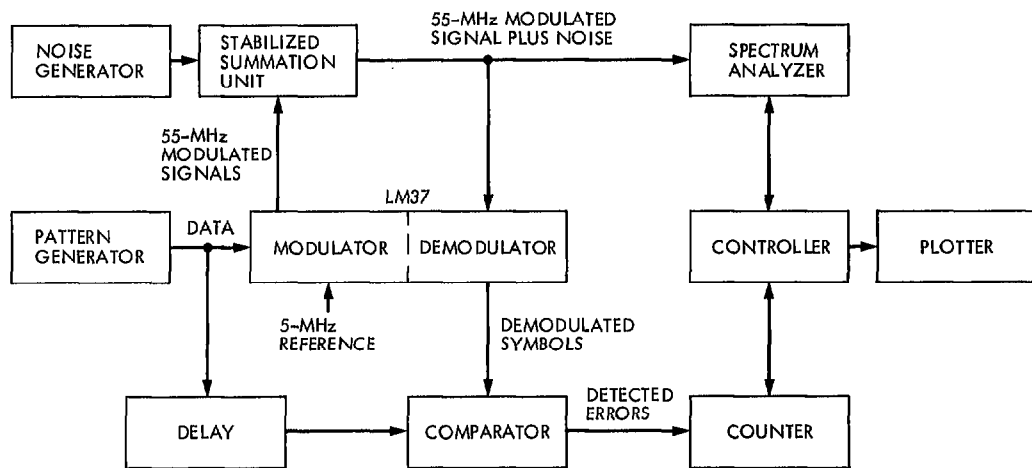 NOISE
GENERATOR
STABILIZED
SUMMATION
UNIT
55-MHz MODULATED
SIGNAL PLUS NOISE
SPECTRUM
ANALYZER
55-MHz
MODULATED
SIGNALS
LM37
PATTERN
GENERATOR
DATA
MODULATOR
DEMODULATOR
CONTROLLER
PLOTTER
5-MHz
REFERENCE
DEMODULATED
SYMBOLS
DELAY
COMPARATOR
DETECTED
ERRORS
COUNTER